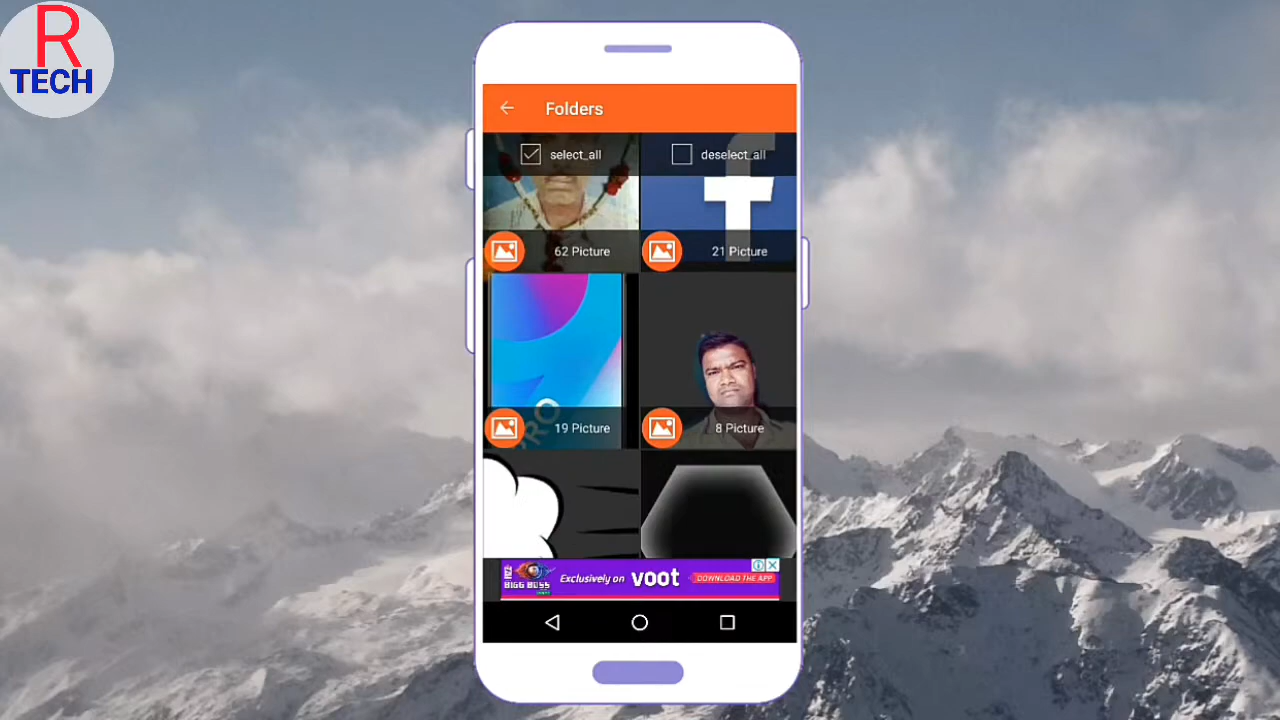 R
TECH
Folders
select_all
deselect_all
62 Picture
21 Picture
19 Picture
8 Picture
BIGG BOSS
Exclusively on voot
DOWNLOAD THE APP